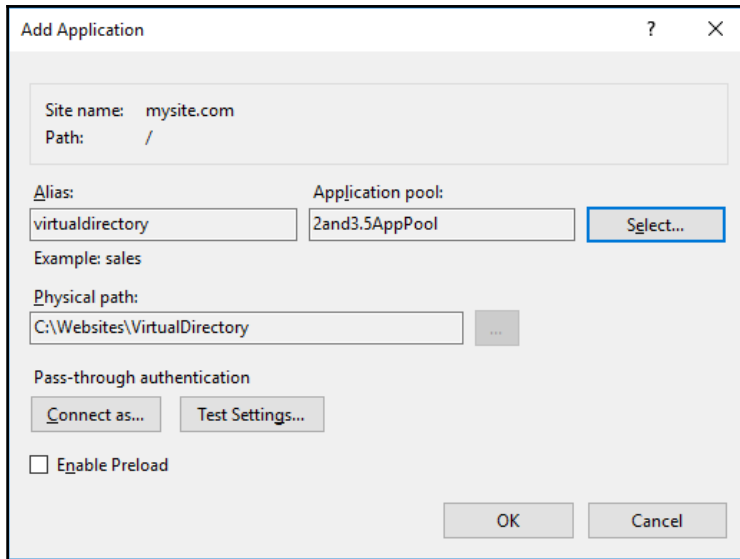 Add Application
?
Site name: mysite.com
Path: /
Alias: Application pool:
virtualdirectory 2and3.5AppPool Select...
Example: sales
Physical path:
C:\Websites\VirtualDirectory ...
Pass-through authentication
Connect as... Test Settings...
Enable Preload
OK Cancel